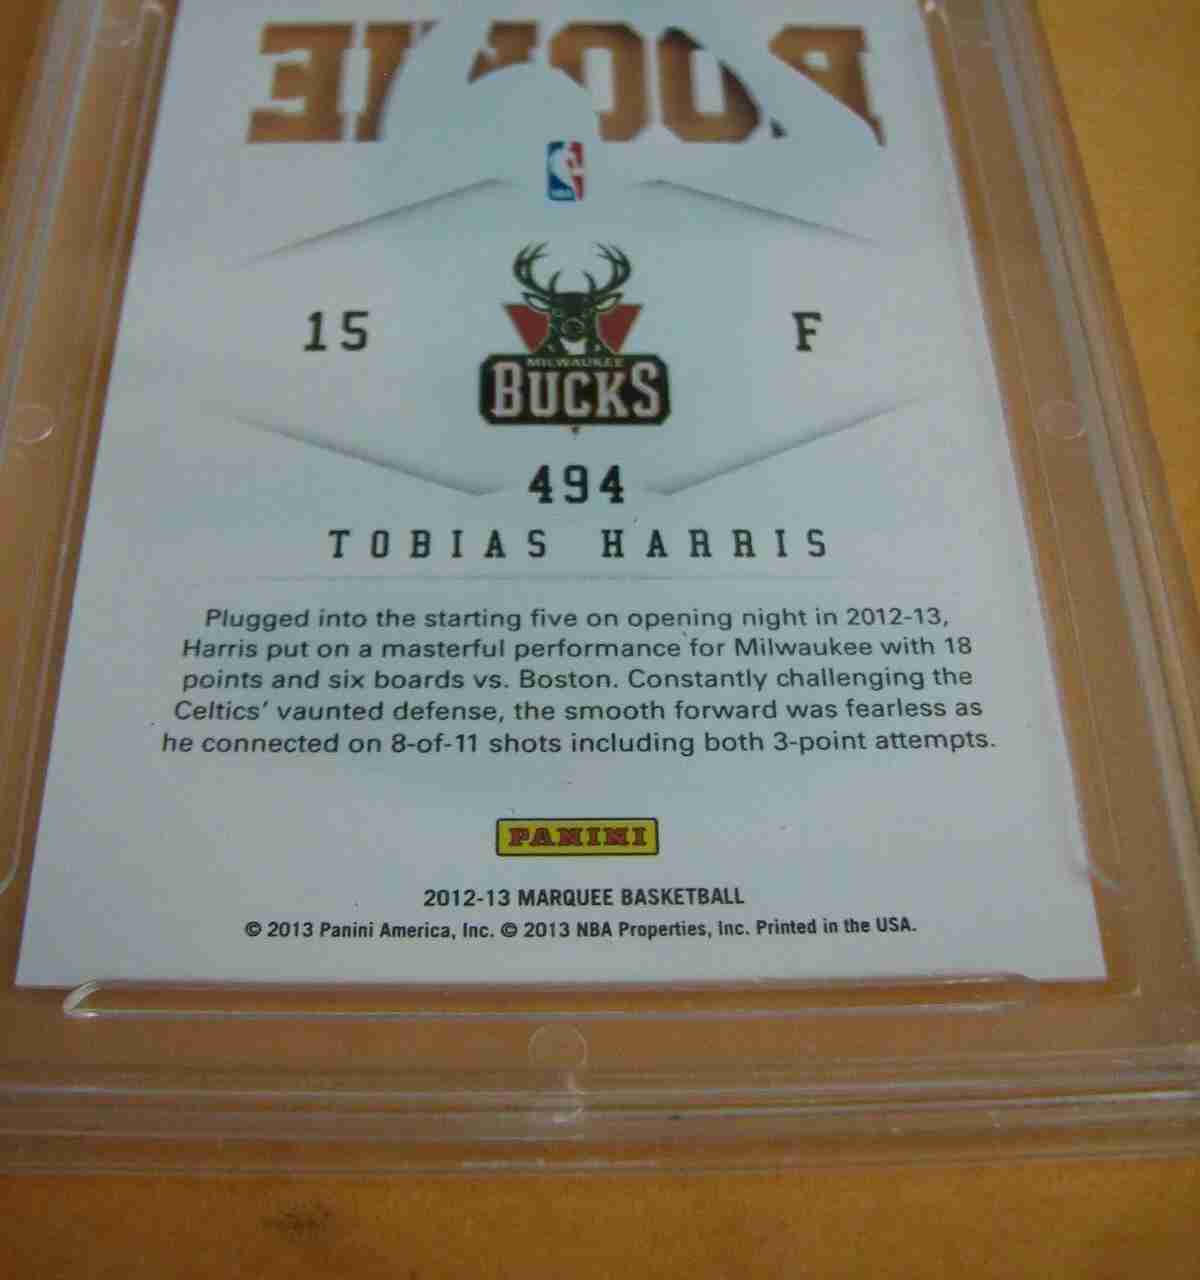 ROOKIE
NBA
15
F
MILWAUKEE
BUCKS
494
TOBIAS HARRIS
Plugged into the starting five on opening night in 2012-13,
Harris put on a masterful performance for Milwaukee with 18
points and six boards vs. Boston. Constantly challenging the
Celtics' vaunted defense, the smooth forward was fearless as
he connected on 8-of-11 shots including both 3-point attempts.
PANINI
2012-13 MARQUEE BASKETBALL
© 2013 Panini America, Inc. © 2013 NBA Properties, Inc. Printed in the USA.